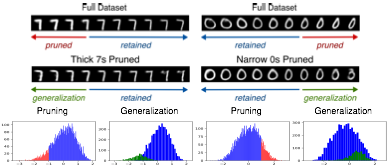 Full Dataset Full Dataset
pruned retained retained pruned
Thick 7s Pruned Narrow 0s Pruned
generalization retained retained generalization
Pruning Generalization Pruning Generalization